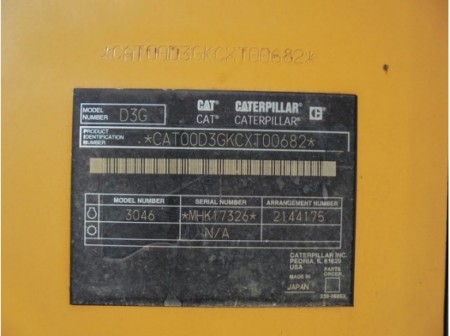 *CAT00D3GKCXT00682*
MODEL NUMBER D3G
CAT® CATERPILLAR®
CAT® CATERPILLAR®
PRODUCT IDENTIFICATION NUMBER *CAT00D3GKCXT00682*
MODEL NUMBER SERIAL NUMBER ARRANGEMENT NUMBER
3046 *MHK17326* 2144175
N/A
CATERPILLAR INC.
PEORIA, IL 61629
USA
MADE IN JAPAN